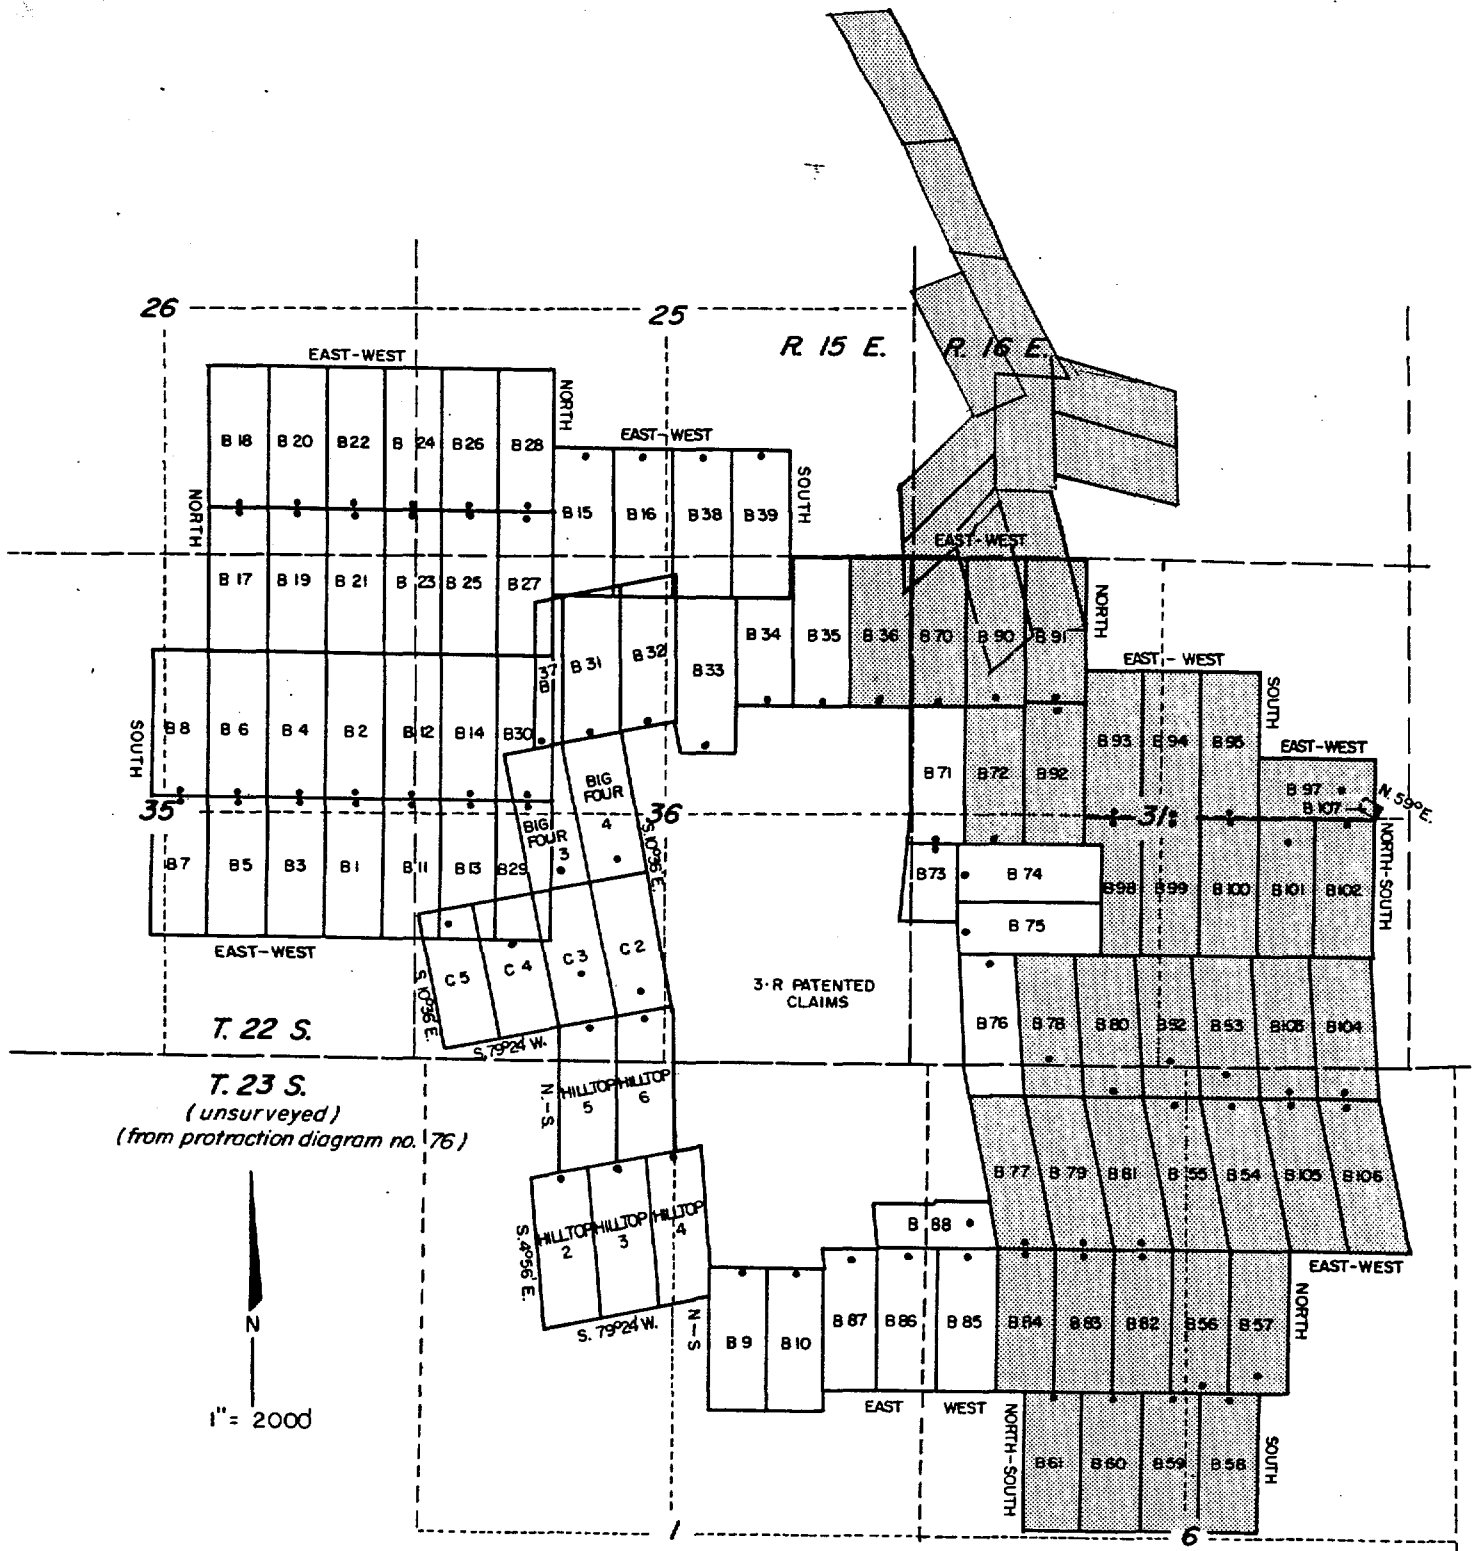 26
25
R. 15 E.
R. 16 E.
EAST-WEST
NORTH
EAST-WEST
B 18
B 20
B 22
B 24
B 26
B 28
NORTH
SOUTH
B 15
B 16
B 38
B 39
EAST-WEST
B 17
B 19
B 21
B 23
B 25
B 27
NORTH
B 34
B 35
B 36
B 70
B 90
B 91
37
B
B 31
B 32
B 33
EAST-WEST
SOUTH
SOUTH
B 8
B 6
B 4
B 2
B 12
B 14
B 30
B 93
B 94
B 95
EAST-WEST
B 71
B 72
B 92
BIG
FOUR
4
B 97
B 107
N. 59° E.
35
36
31
BIG
FOUR
3
S. 10°36' E.
NORTH-SOUTH
B 7
B 5
B 3
B 1
B 11
B 13
B 29
B 73
B 74
B 98
B 99
B 100
B 101
B 102
B 75
EAST-WEST
C 5
C 4
C 3
C 2
S. 10°36' E.
3-R PATENTED
CLAIMS
S. 79°24' W.
B 76
B 78
B 80
B 52
B 53
B 103
B 104
T. 22 S.
T. 23 S.
(unsurveyed)
(from protraction diagram no. 76)
N.-S.
HILLTOP
5
HILLTOP
6
B 77
B 79
B 81
B 55
B 54
B 105
B 106
HILLTOP
2
HILLTOP
3
HILLTOP
4
S. 4°56' E.
S. 79°24' W.
B 88
EAST-WEST
N-S
B 9
B 10
B 87
B 86
B 85
B 84
B 83
B 82
B 56
B 57
NORTH
N
1" = 2000'
EAST
WEST
NORTH-SOUTH
B 61
B 60
B 59
B 58
SOUTH
1
6